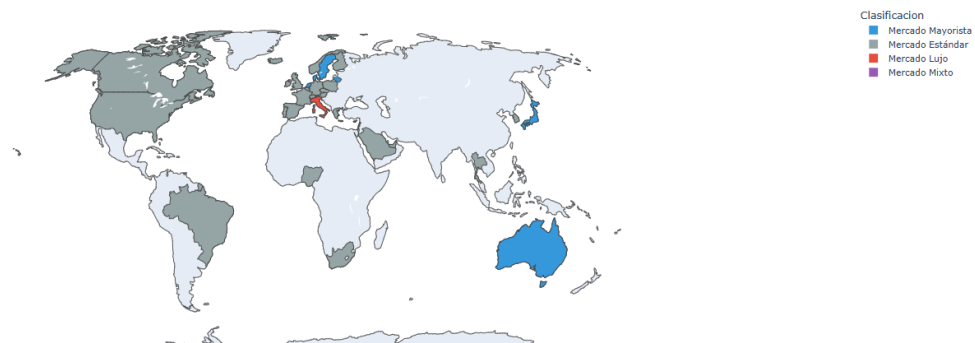 Clasificacion
Mercado Mayorista
Mercado Estándar
Mercado Lujo
Mercado Mixto